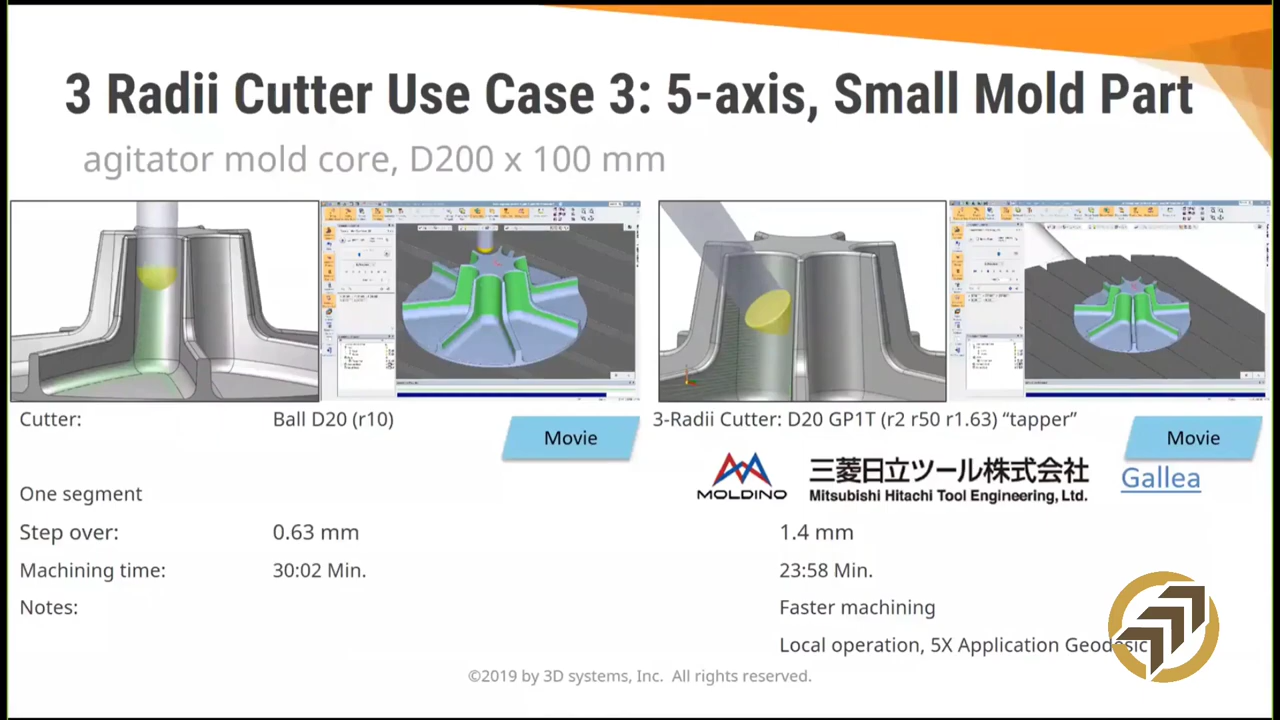 3 Radii Cutter Use Case 3: 5-axis, Small Mold Part
agitator mold core, D200 x 100 mm
Cutter: Ball D20 (r10)
Movie
3-Radii Cutter: D20 GP1T (r2 r50 r1.63) “tapper”
Movie
MOLDINO
三菱日立ツール株式会社
Mitsubishi Hitachi Tool Engineering, Ltd.
Gallea
One segment
Step over: 0.63 mm 1.4 mm
Machining time: 30:02 Min. 23:58 Min.
Notes: Faster machining
Local operation, 5X Application Geodesic
©2019 by 3D systems, Inc. All rights reserved.